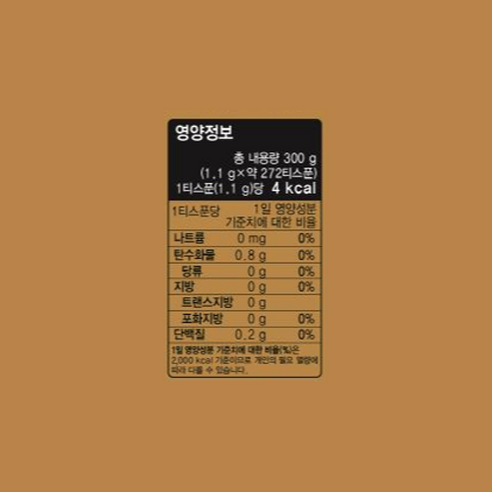 영양정보
총 내용량 300 g
(1.1 g×약 272티스푼)
1티스푼(1.1 g)당 4 kcal
1티스푼당 1일 영양성분
기준치에 대한 비율
나트륨 0 mg 0%
탄수화물 0.8 g 0%
당류 0 g 0%
지방 0 g 0%
트랜스지방 0 g
포화지방 0 g 0%
단백질 0.2 g 0%
1일 영양성분 기준치에 대한 비율(%)은
2,000 kcal 기준이므로 개인의 필요 열량에
따라 다를 수 있습니다.